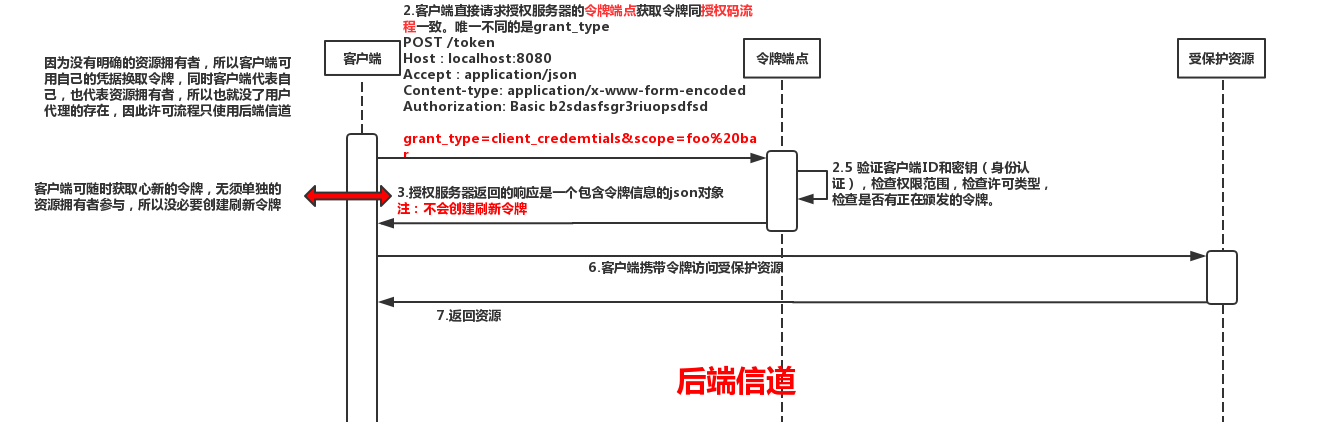 2.客户端直接请求授权服务器的令牌端点获取令牌同授权码流
程一致。唯一不同的是grant_type
POST /token
Host：localhost:8080
Accept：application/json
Content-type: application/x-www-form-encoded
Authorization: Basic b2sdasfsgr3riuopsdfsd
grant_type=client_credemtials&scope=foo%20ba
r
因为没有明确的资源拥有者，所以客户端可
用自己的凭据换取令牌，同时客户端代表自
己，也代表资源拥有者，所以也就没了用户
代理的存在，因此许可流程只使用后端信道
客户端
令牌端点
受保护资源
2.5 验证客户端ID和密钥（身份认
证），检查权限范围，检查许可类型，
检查是否有正在颁发的令牌。
客户端可随时获取心新的令牌，无须单独的
资源拥有者参与，所以没必要创建刷新令牌
3.授权服务器返回的响应是一个包含令牌信息的json对象
注：不会创建刷新令牌
6.客户端携带令牌访问受保护资源
7.返回资源
后端信道